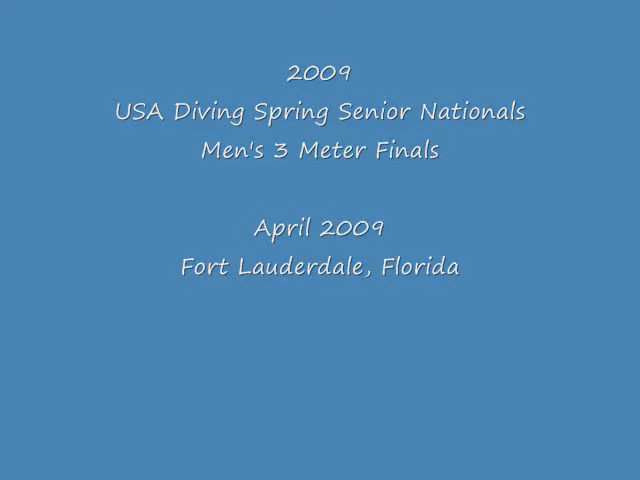 2009
USA Diving Spring Senior Nationals
Men's 3 Meter Finals
April 2009
Fort Lauderdale, Florida